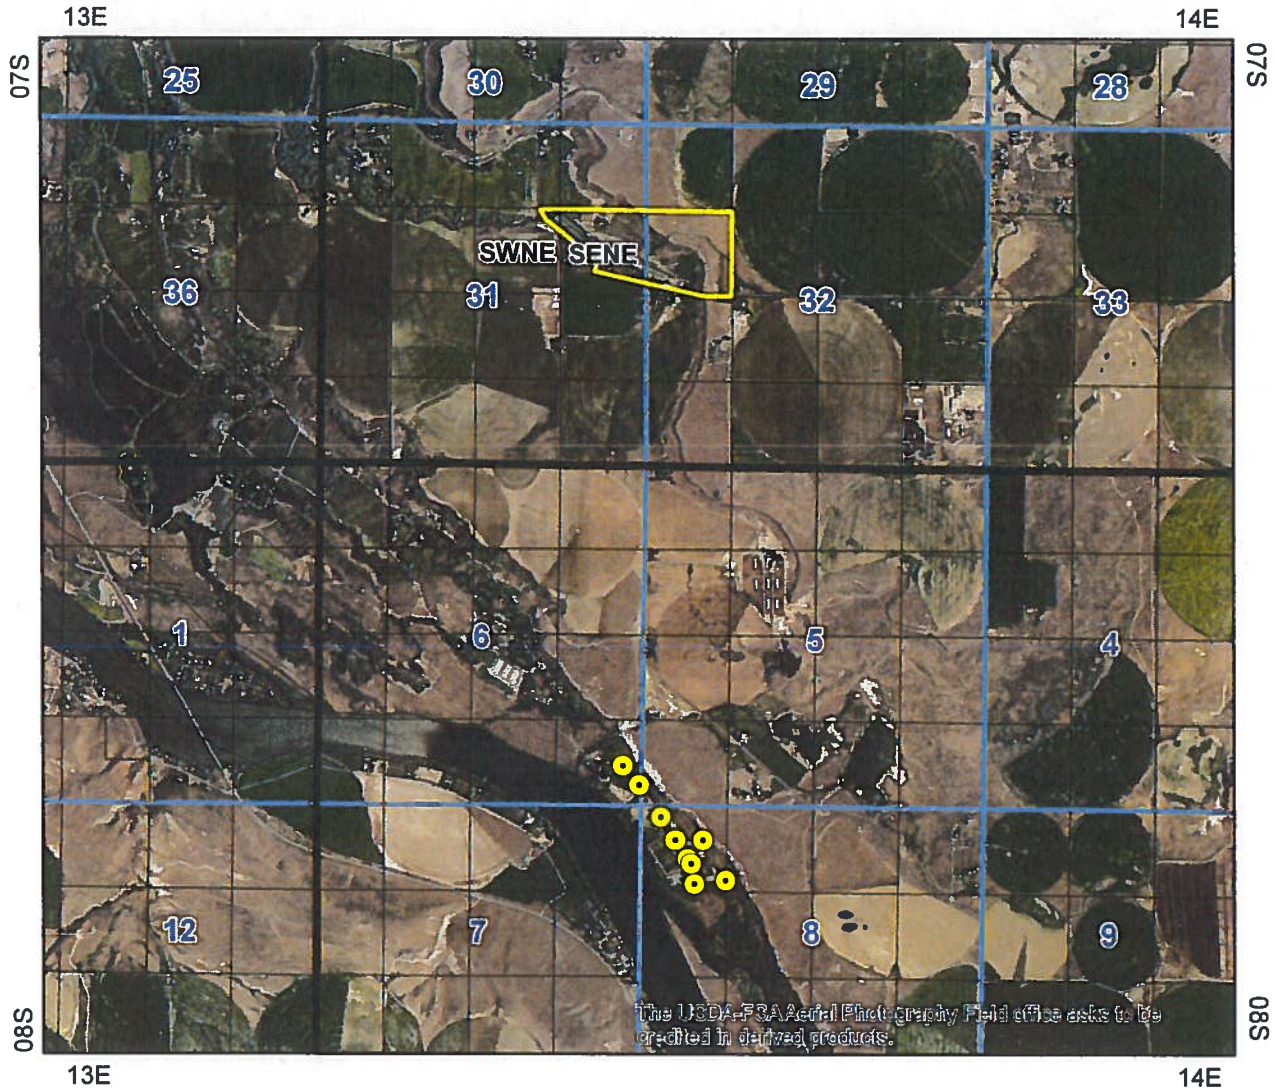 13E 14E
07S 07S
25 30 29 28
SWNE SENE
36 31 32 33
1 6 5 4
12 7 8 9
The USDA-FSA Aerial Photography Field office asks to be
credited in derived products.
08S 08S
13E 14E